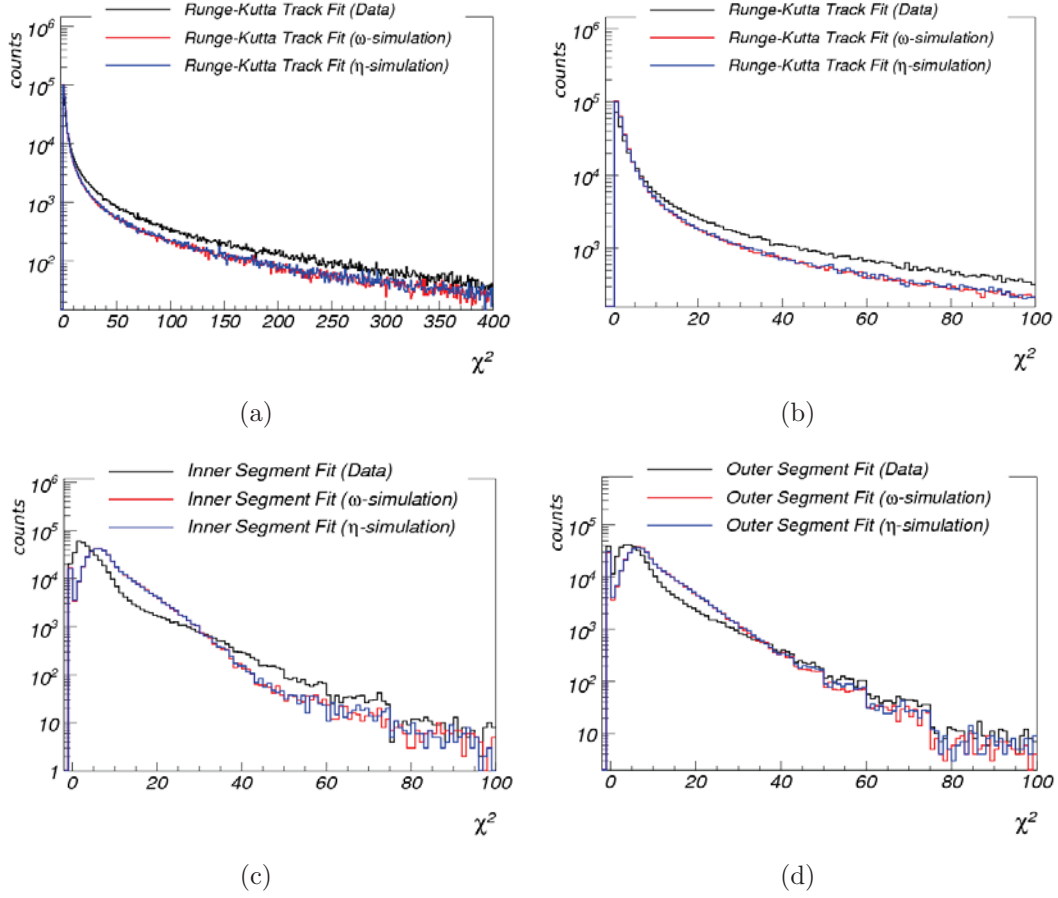 Runge-Kutta Track Fit (Data)
Runge-Kutta Track Fit (ω-simulation)
Runge-Kutta Track Fit (η-simulation)
counts
10^6
10^5
10^4
10^3
10^2
0 50 100 150 200 250 300 350 400
χ^2
(a)
Runge-Kutta Track Fit (Data)
Runge-Kutta Track Fit (ω-simulation)
Runge-Kutta Track Fit (η-simulation)
counts
10^6
10^5
10^4
10^3
0 20 40 60 80 100
χ^2
(b)
Inner Segment Fit (Data)
Inner Segment Fit (ω-simulation)
Inner Segment Fit (η-simulation)
counts
10^6
10^5
10^4
10^3
10^2
10
1
0 20 40 60 80 100
χ^2
(c)
Outer Segment Fit (Data)
Outer Segment Fit (ω-simulation)
Outer Segment Fit (η-simulation)
counts
10^6
10^5
10^4
10^3
10^2
10
0 20 40 60 80 100
χ^2
(d)